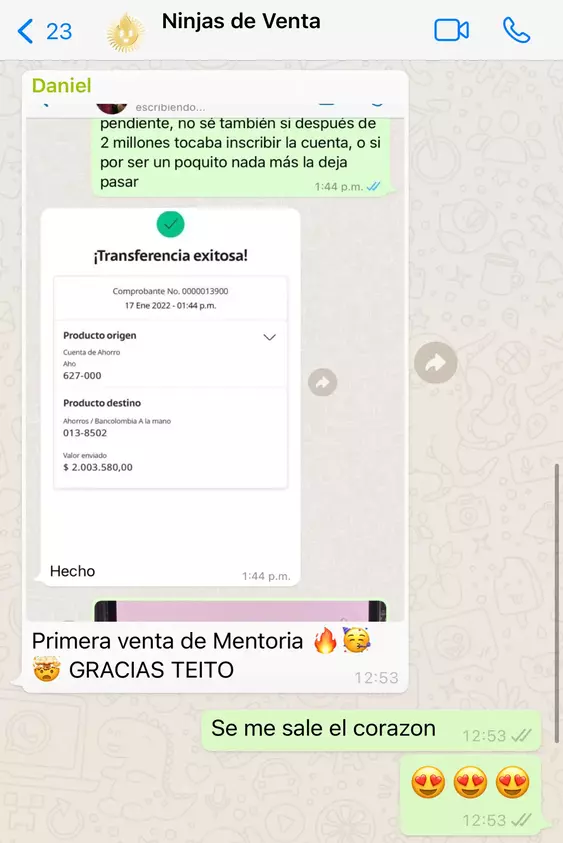 23
Ninjas de Venta
Daniel
escribiendo...
pendiente, no sé también si después de
2 millones tocaba inscribir la cuenta, o si
por ser un poquito nada más la deja
pasar
1:44 p.m.
¡Transferencia exitosa!
Comprobante No. 0000013900
17 Ene 2022 - 01:44 p.m.
Producto origen
Cuenta de Ahorro
Aho
627-000
Producto destino
Ahorros / Bancolombia A la mano
013-8502
Valor enviado
$ 2.003.580,00
Hecho
1:44 p.m.
Primera venta de Mentoria 🔥🥳
🤯 GRACIAS TEITO
12:53
Se me sale el corazon
12:53
😍 😍 😍
12:53